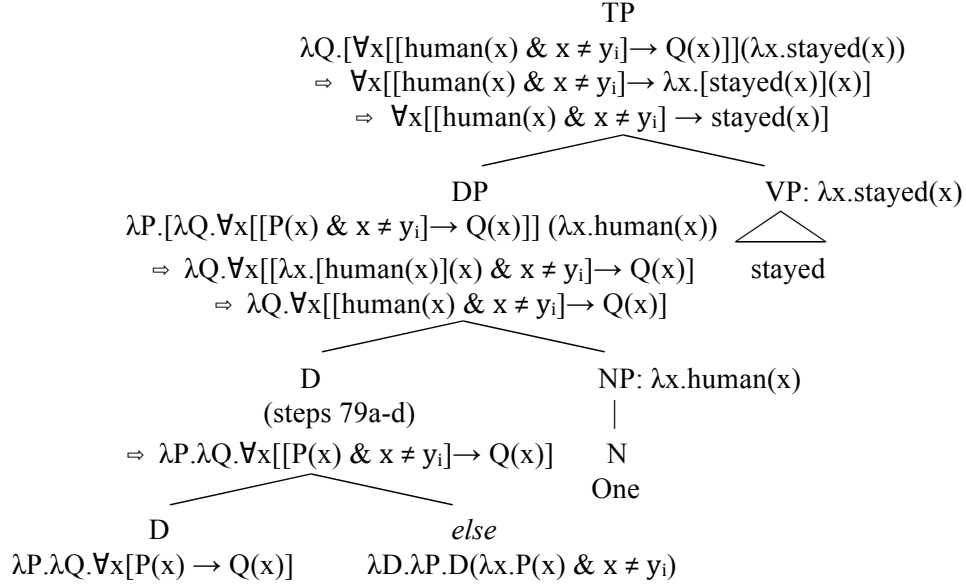 TP
λQ.[∀x[[human(x) & x ≠ yᵢ]→ Q(x)]](λx.stayed(x))
⇨ ∀x[[human(x) & x ≠ yᵢ]→ λx.[stayed(x)](x)]
⇨ ∀x[[human(x) & x ≠ yᵢ] → stayed(x)]
DP VP: λx.stayed(x)
λP.[λQ.∀x[[P(x) & x ≠ yᵢ]→ Q(x)]] (λx.human(x))
⇨ λQ.∀x[[λx.[human(x)](x) & x ≠ yᵢ]→ Q(x)] stayed
⇨ λQ.∀x[[human(x) & x ≠ yᵢ]→ Q(x)]
D NP: λx.human(x)
(steps 79a-d) |
⇨ λP.λQ.∀x[[P(x) & x ≠ yᵢ]→ Q(x)] N
One
D else
λP.λQ.∀x[P(x) → Q(x)] λD.λP.D(λx.P(x) & x ≠ yᵢ)